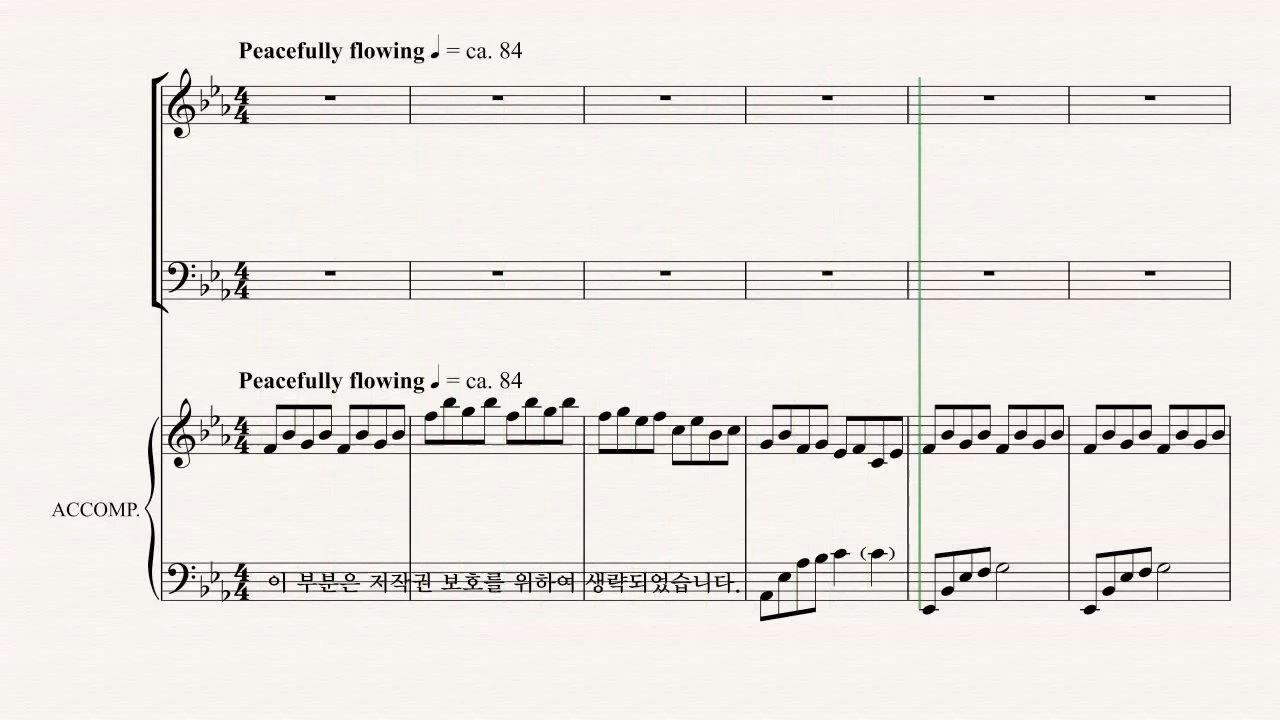 Peacefully flowing ♩ = ca. 84
Peacefully flowing ♩ = ca. 84
ACCOMP.
이 부분은 저작권 보호를 위하여 생략되었습니다.